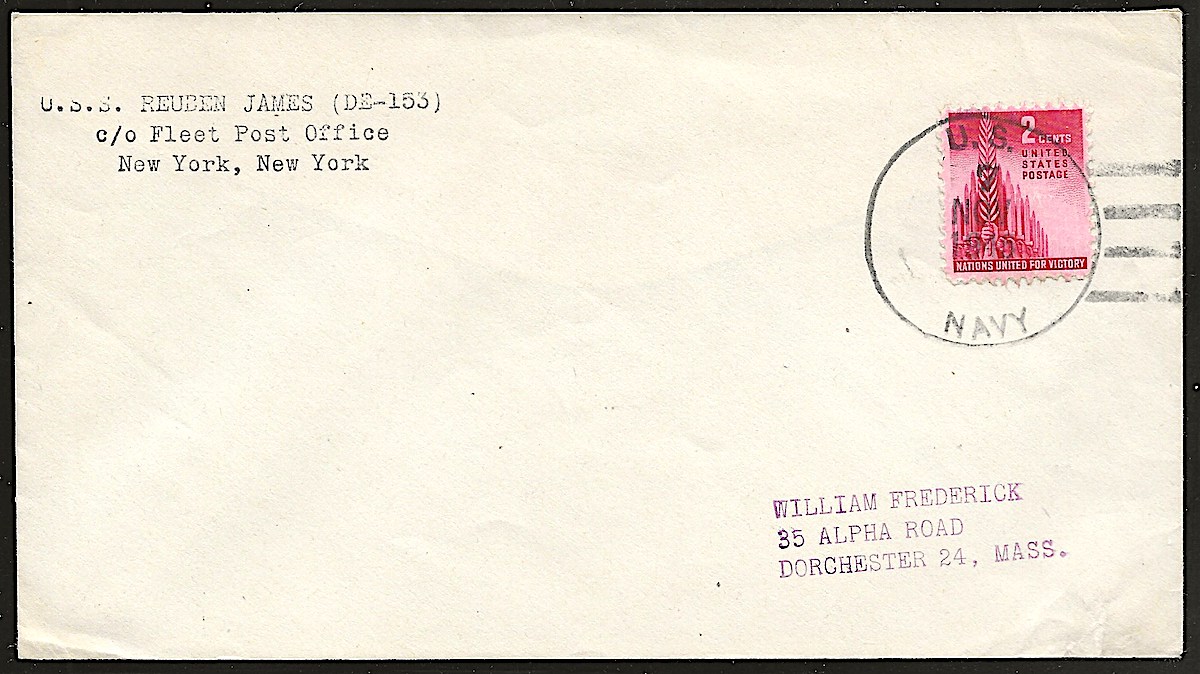 U.S.S. REUBEN JAMES (DE-153)
c/o Fleet Post Office
New York, New York
2 CENTS
UNITED
STATES
POSTAGE
NATIONS UNITED FOR VICTORY
U. S.
NAVY
WILLIAM FREDERICK
35 ALPHA ROAD
DORCHESTER 24, MASS.